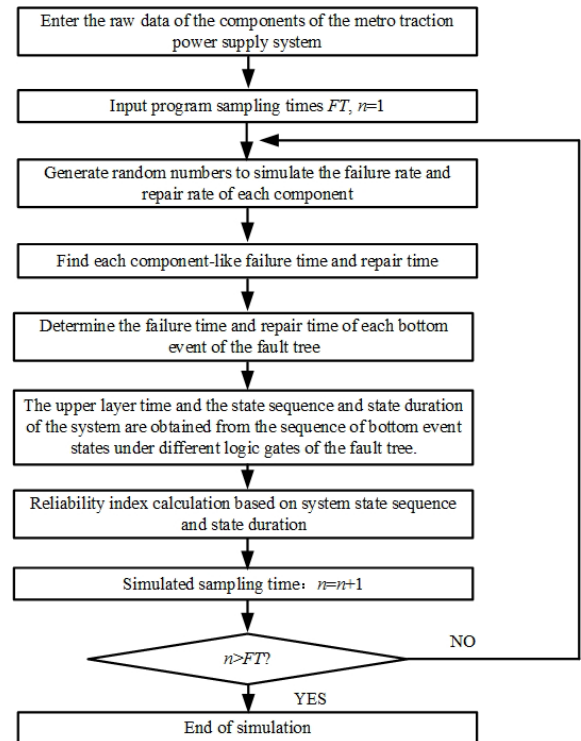 Enter the raw data of the components of the metro traction
power supply system
Input program sampling times FT, n=1
Generate random numbers to simulate the failure rate and
repair rate of each component
Find each component-like failure time and repair time
Determine the failure time and repair time of each bottom
event of the fault tree
The upper layer time and the state sequence and state duration
of the system are obtained from the sequence of bottom event
states under different logic gates of the fault tree.
Reliability index calculation based on system state sequence
and state duration
Simulated sampling time：n=n+1
n>FT?
NO
YES
End of simulation